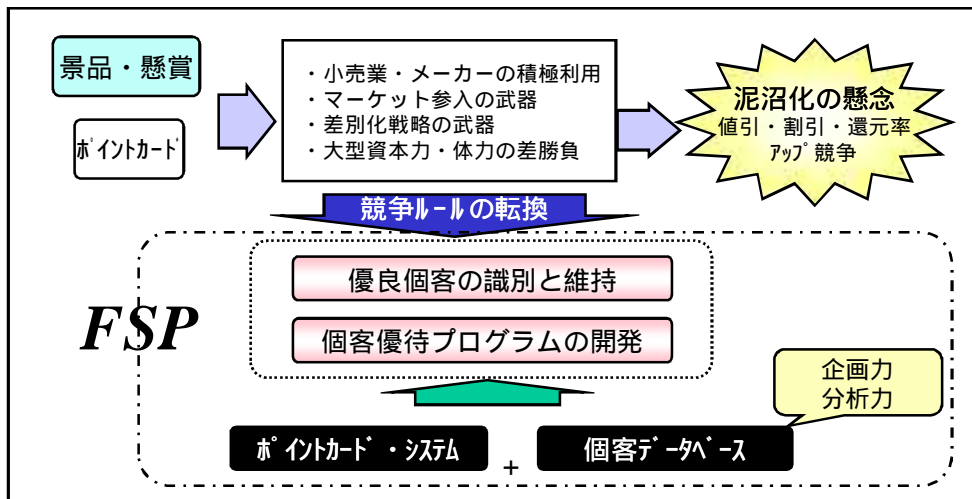 景品・懸賞
ﾎﾟｲﾝﾄｶｰﾄﾞ
・小売業・メーカーの積極利用
・マーケット参入の武器
・差別化戦略の武器
・大型資本力・体力の差勝負
泥沼化の懸念
値引・割引・還元率
ｱｯﾌﾟ競争
競争ﾙｰﾙの転換
優良個客の識別と維持
FSP
個客優待プログラムの開発
企画力
分析力
ﾎﾟｲﾝﾄｶｰﾄﾞ・ｼｽﾃﾑ
+
個客ﾃﾞｰﾀﾍﾞｰｽ